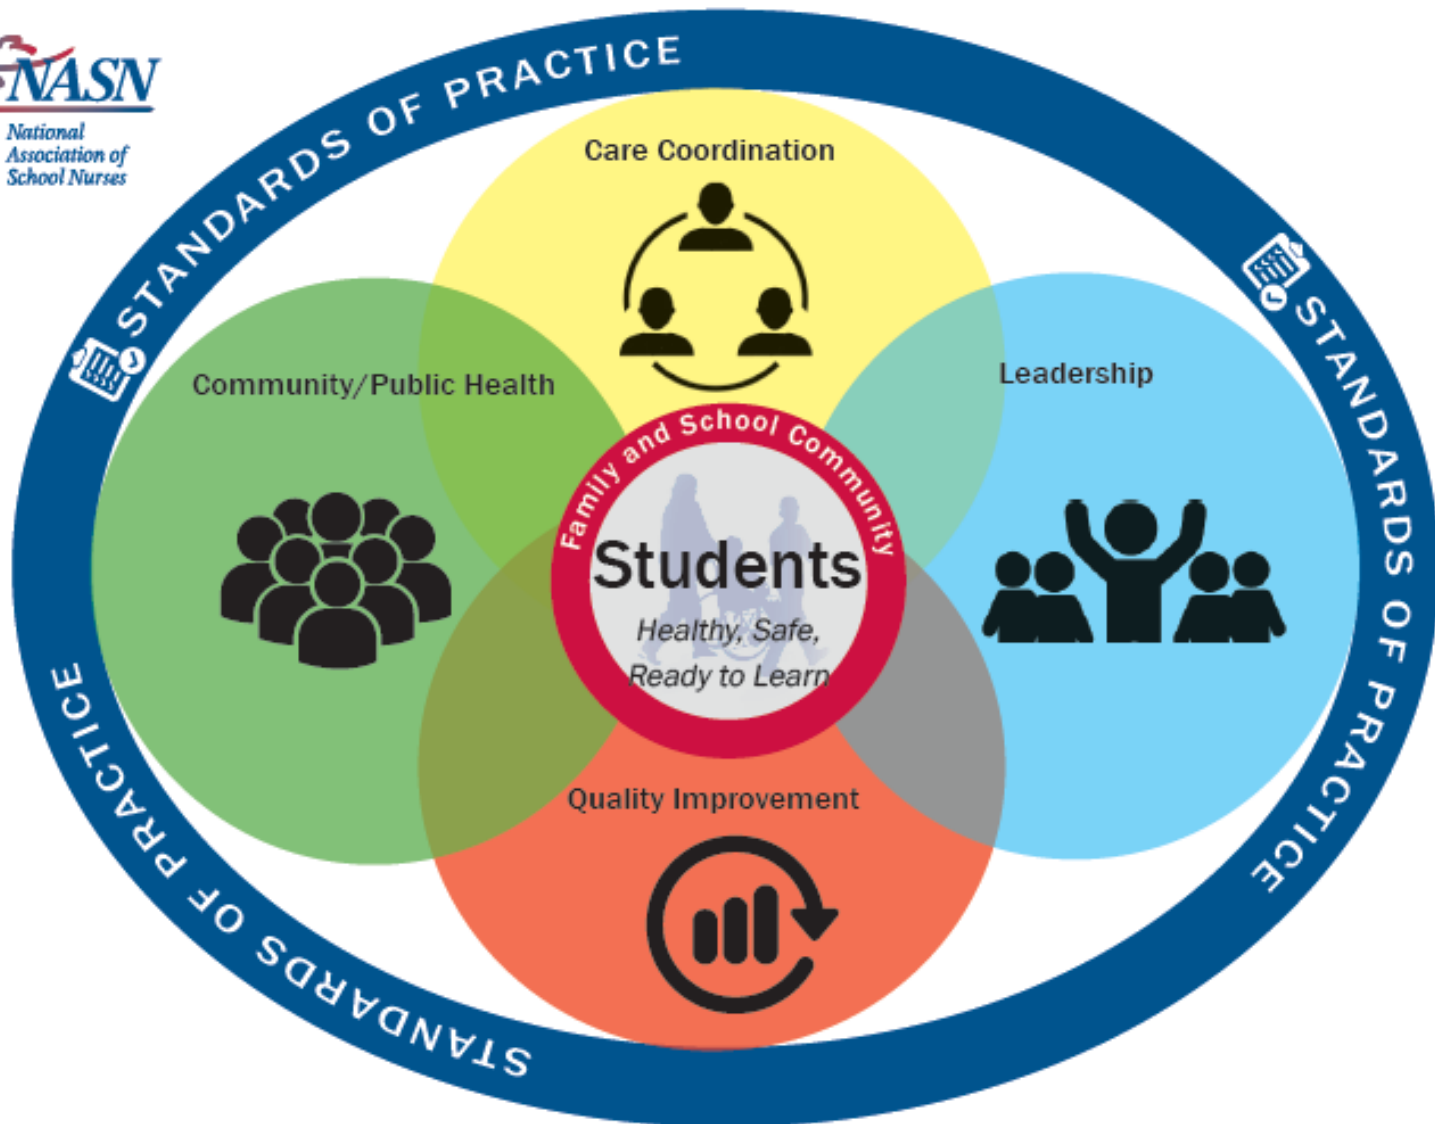 NASN
National
Association of
School Nurses
STANDARDS OF PRACTICE
STANDARDS OF PRACTICE
STANDARDS OF PRACTICE
Care Coordination
Community/Public Health
Leadership
Family and School Community
Students
Healthy, Safe,
Ready to Learn
Quality Improvement